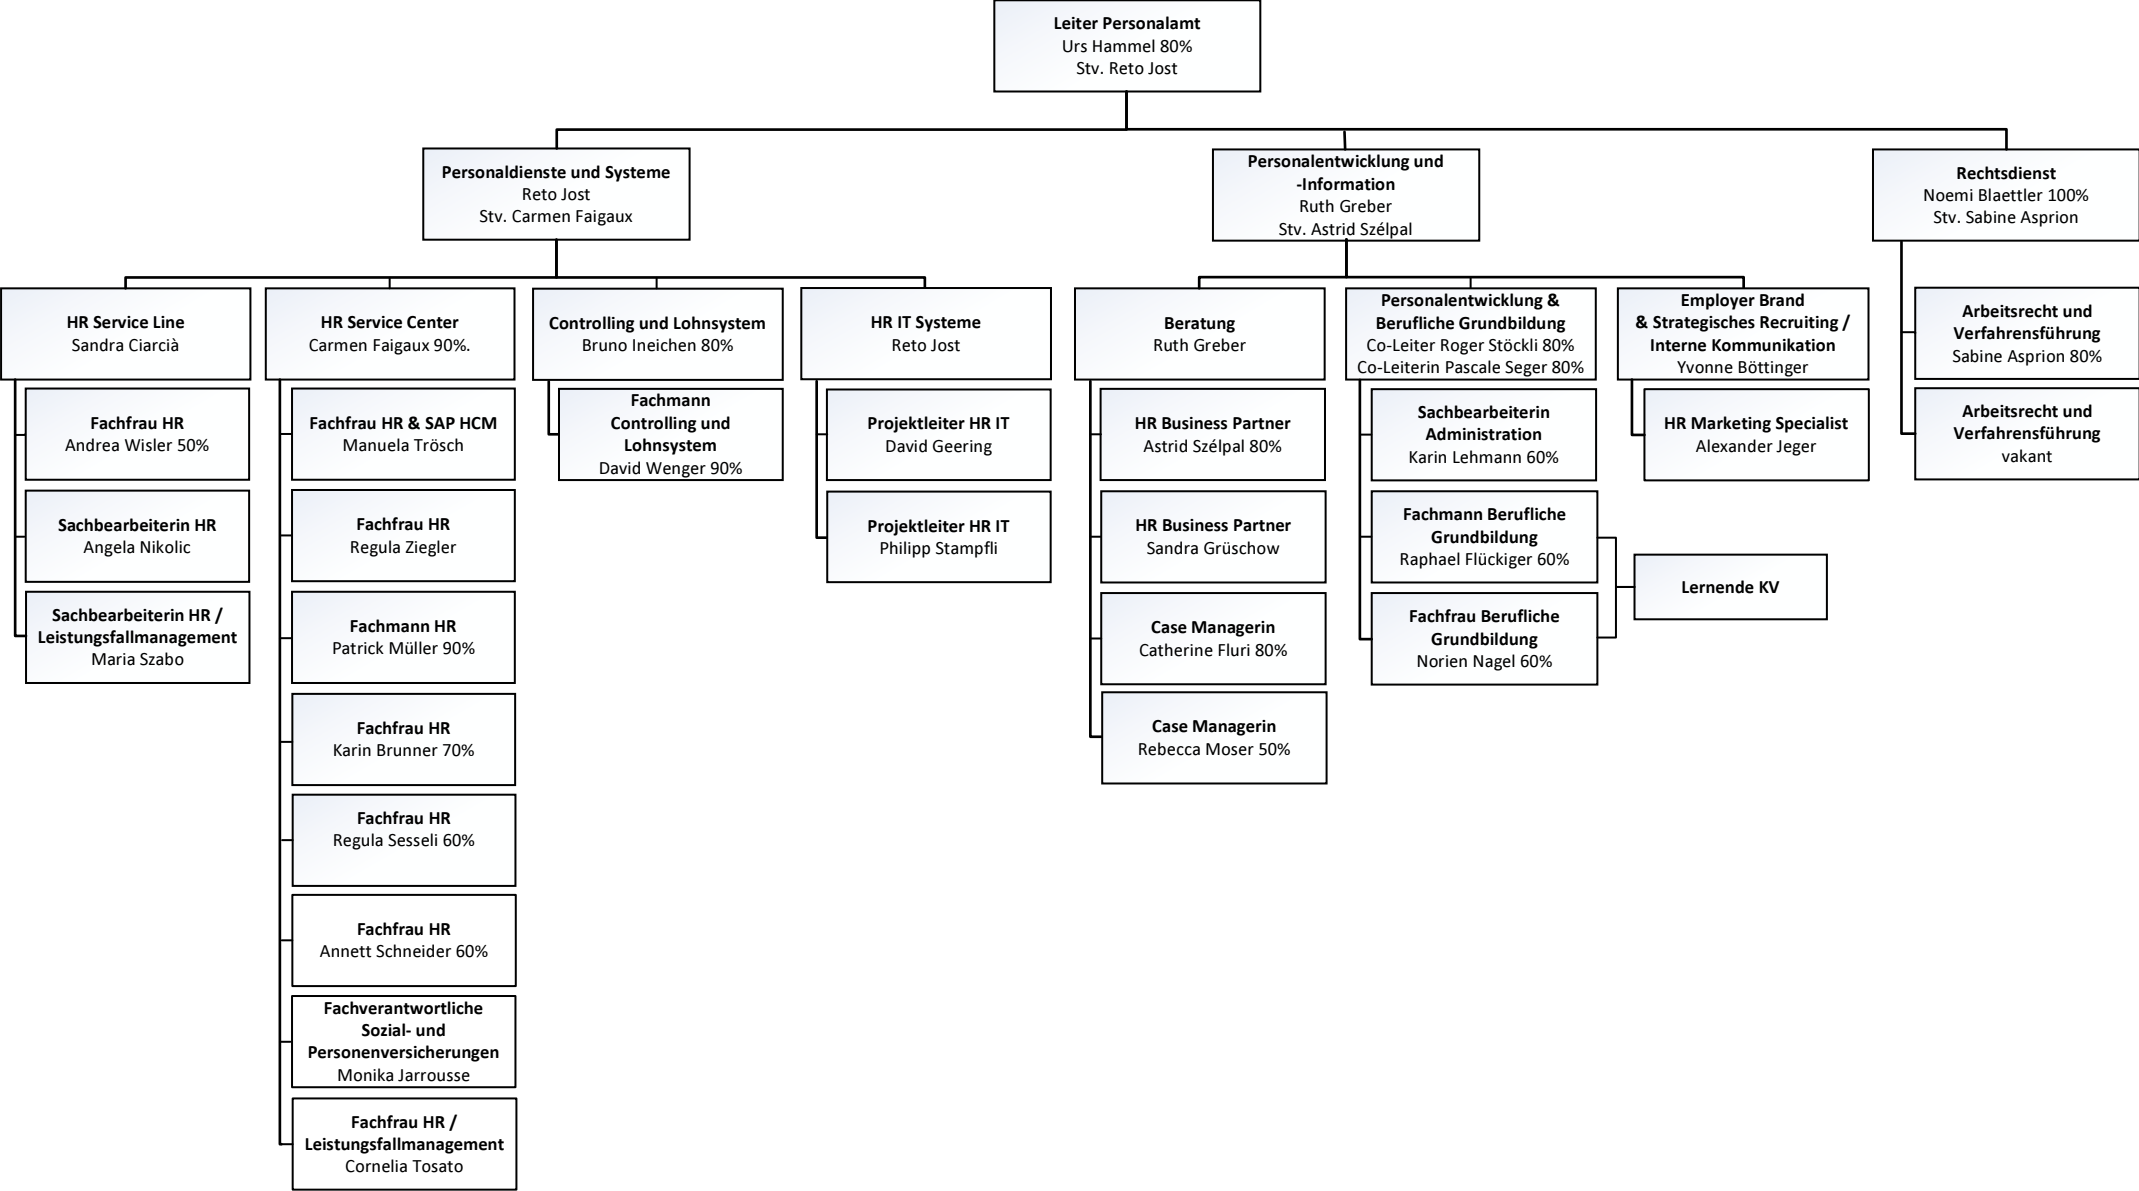 Leiter Personalamt
Urs Hammel 80%
Stv. Reto Jost
Personaldienste und Systeme
Reto Jost
Stv. Carmen Faigaux
Personalentwicklung und
-Information
Ruth Greber
Stv. Astrid Szélpal
Rechtsdienst
Noemi Blaettler 100%
Stv. Sabine Asprion
HR Service Line
Sandra Ciarcià
Fachfrau HR
Andrea Wisler 50%
Sachbearbeiterin HR
Angela Nikolic
Sachbearbeiterin HR /
Leistungsfallmanagement
Maria Szabo
HR Service Center
Carmen Faigaux 90%.
Fachfrau HR & SAP HCM
Manuela Trösch
Fachfrau HR
Regula Ziegler
Fachmann HR
Patrick Müller 90%
Fachfrau HR
Karin Brunner 70%
Fachfrau HR
Regula Sesseli 60%
Fachfrau HR
Annett Schneider 60%
Fachverantwortliche
Sozial- und
Personenversicherungen
Monika Jarrousse
Fachfrau HR /
Leistungsfallmanagement
Cornelia Tosato
Controlling und Lohnsystem
Bruno Ineichen 80%
Fachmann
Controlling und
Lohnsystem
David Wenger 90%
HR IT Systeme
Reto Jost
Projektleiter HR IT
David Geering
Projektleiter HR IT
Philipp Stampfli
Beratung
Ruth Greber
HR Business Partner
Astrid Szélpal 80%
HR Business Partner
Sandra Grüschow
Case Managerin
Catherine Fluri 80%
Case Managerin
Rebecca Moser 50%
Personalentwicklung &
Berufliche Grundbildung
Co-Leiter Roger Stöckli 80%
Co-Leiterin Pascale Seger 80%
Sachbearbeiterin
Administration
Karin Lehmann 60%
Fachmann Berufliche
Grundbildung
Raphael Flückiger 60%
Fachfrau Berufliche
Grundbildung
Norien Nagel 60%
Lernende KV
Employer Brand
& Strategisches Recruiting /
Interne Kommunikation
Yvonne Böttinger
HR Marketing Specialist
Alexander Jeger
Arbeitsrecht und
Verfahrensführung
Sabine Asprion 80%
Arbeitsrecht und
Verfahrensführung
vakant